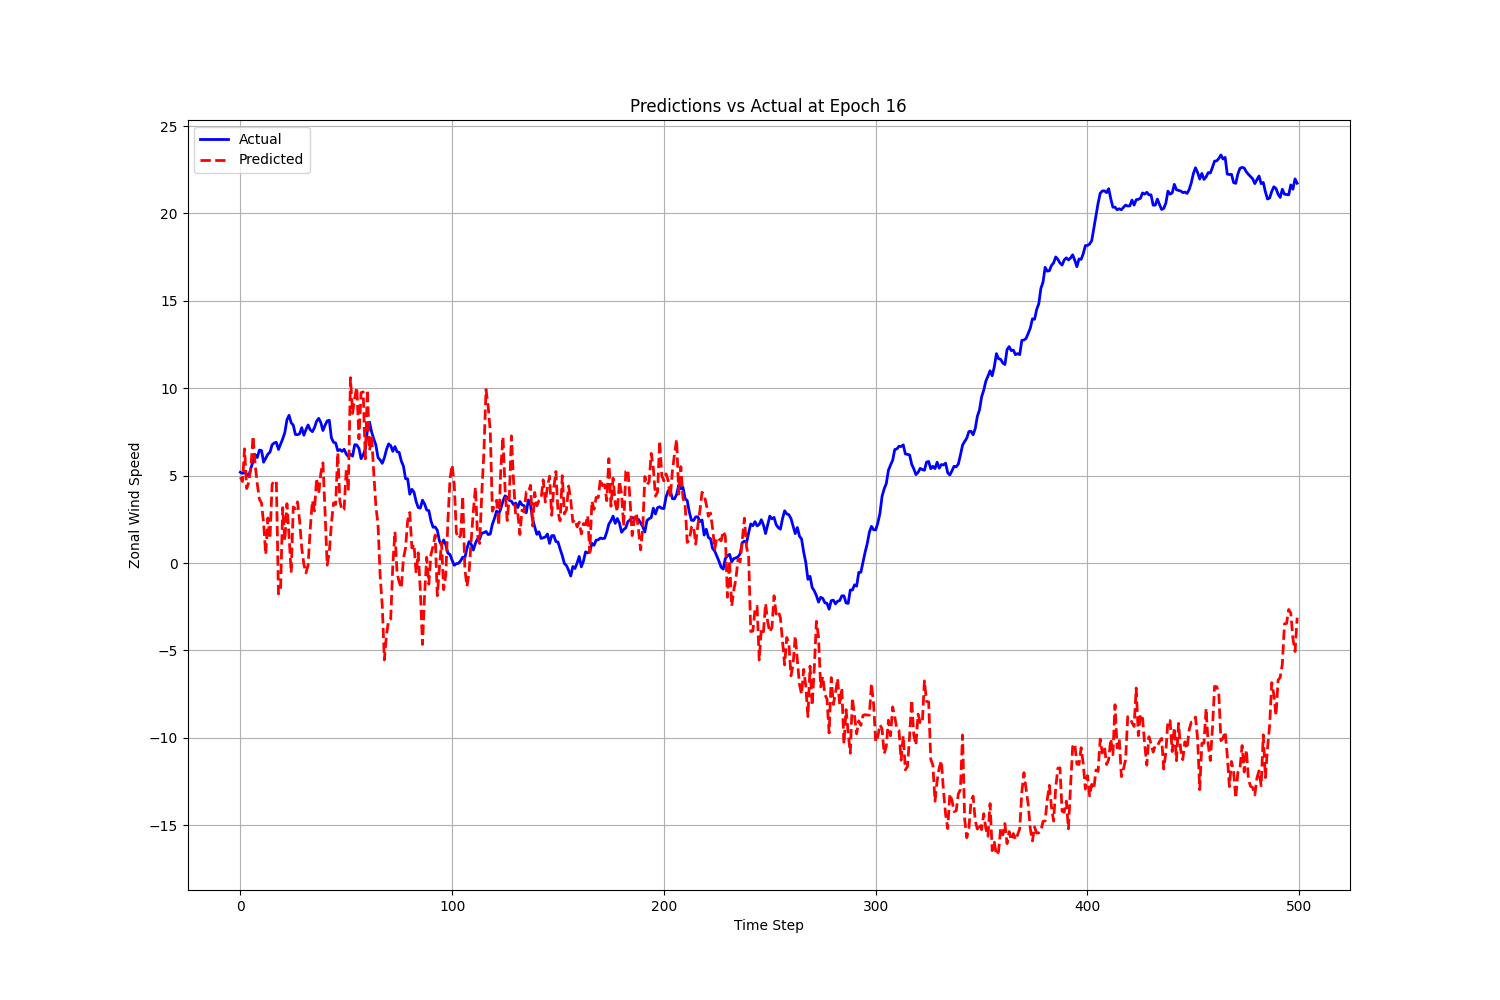 Predictions vs Actual at Epoch 16
Actual
Predicted
Zonal Wind Speed
25
20
15
10
5
0
−5
−10
−15
0 100 200 300 400 500
Time Step